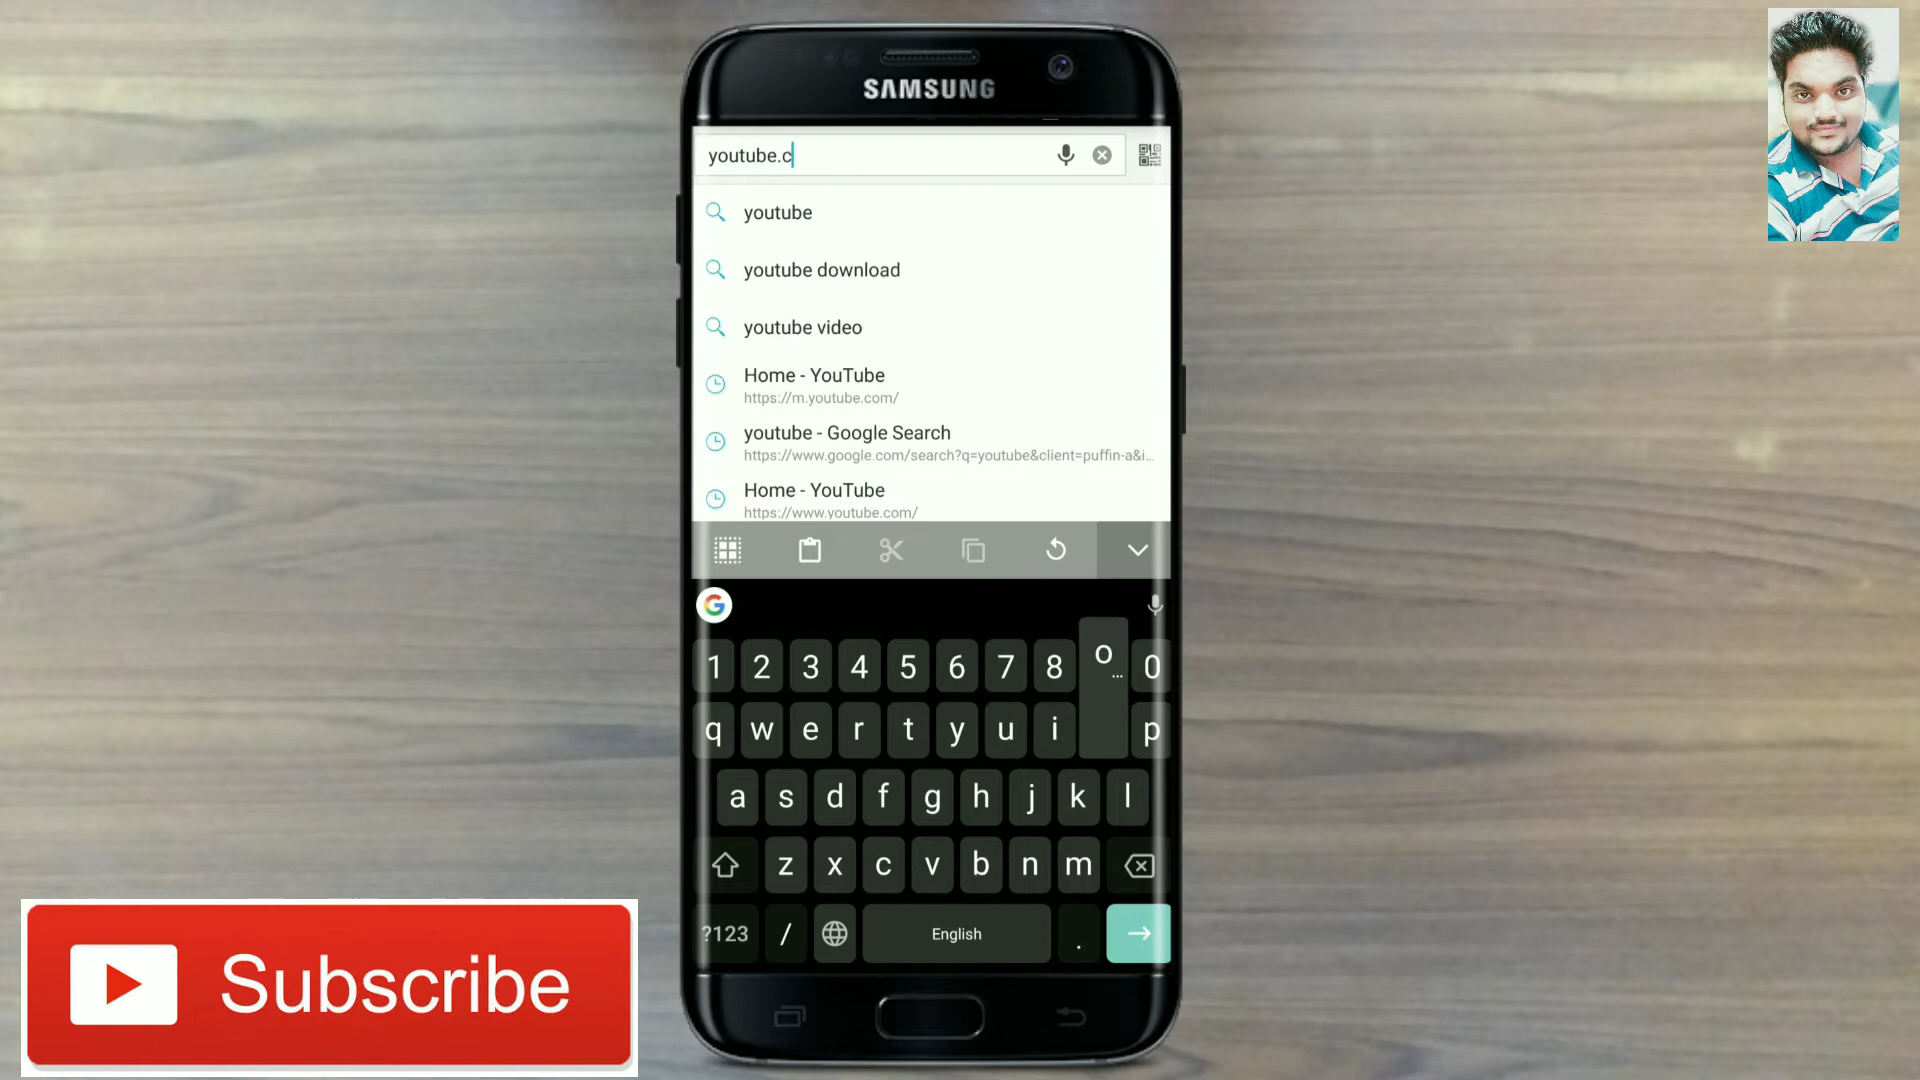 SAMSUNG
youtube.c
youtube
youtube download
youtube video
Home - YouTube
https://m.youtube.com/
youtube - Google Search
https://www.google.com/search?q=youtube&client=puffin-a&i...
Home - YouTube
https://www.youtube.com/
G
1 2 3 4 5 6 7 8 o ... 0
q w e r t y u i p
a s d f g h j k l
z x c v b n m
?123 / English .
Subscribe